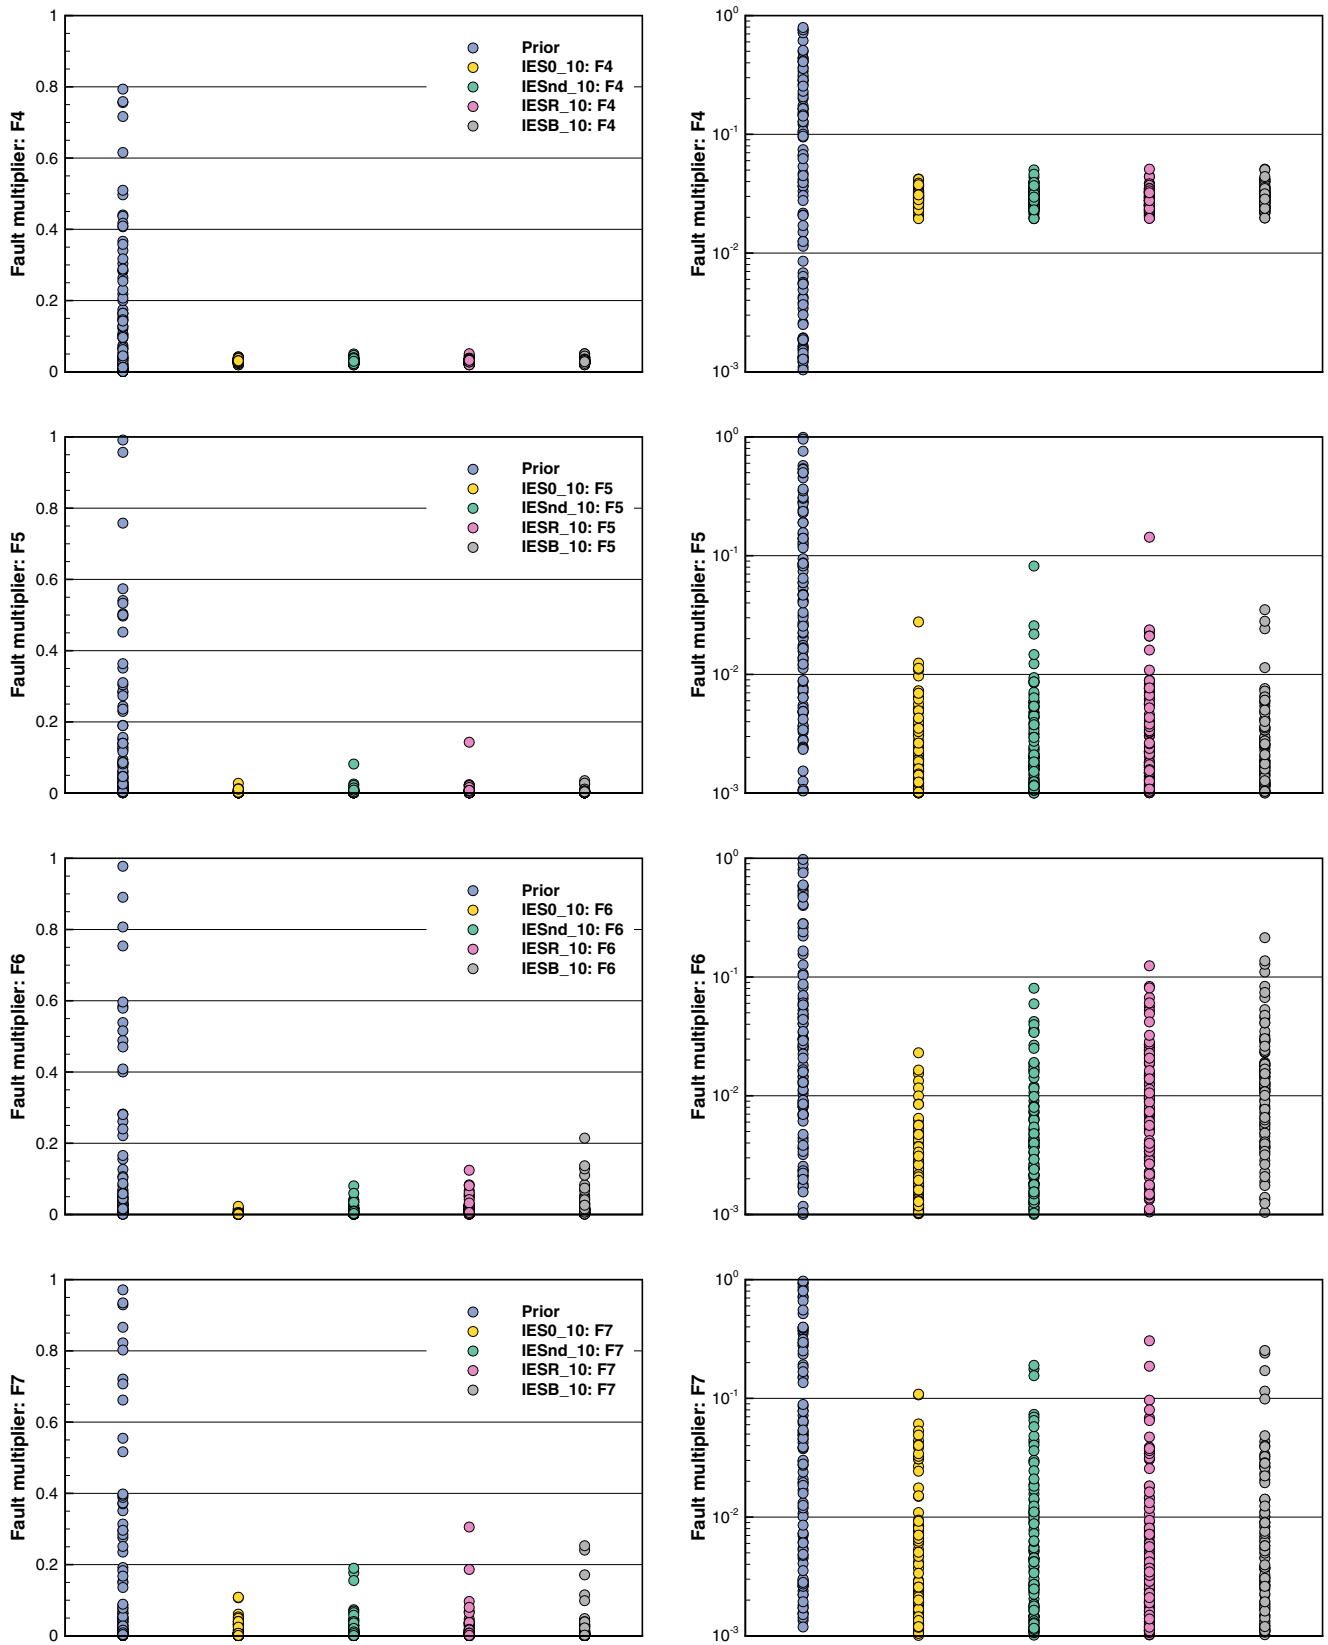 Fault multiplier: F4
1
0.8
0.6
0.4
0.2
0
Prior
IES0_10: F4
IESnd_10: F4
IESR_10: F4
IESB_10: F4
Fault multiplier: F4
10^0
10^-1
10^-2
10^-3
Fault multiplier: F5
1
0.8
0.6
0.4
0.2
0
Prior
IES0_10: F5
IESnd_10: F5
IESR_10: F5
IESB_10: F5
Fault multiplier: F5
10^0
10^-1
10^-2
10^-3
Fault multiplier: F6
1
0.8
0.6
0.4
0.2
0
Prior
IES0_10: F6
IESnd_10: F6
IESR_10: F6
IESB_10: F6
Fault multiplier: F6
10^0
10^-1
10^-2
10^-3
Fault multiplier: F7
1
0.8
0.6
0.4
0.2
0
Prior
IES0_10: F7
IESnd_10: F7
IESR_10: F7
IESB_10: F7
Fault multiplier: F7
10^0
10^-1
10^-2
10^-3